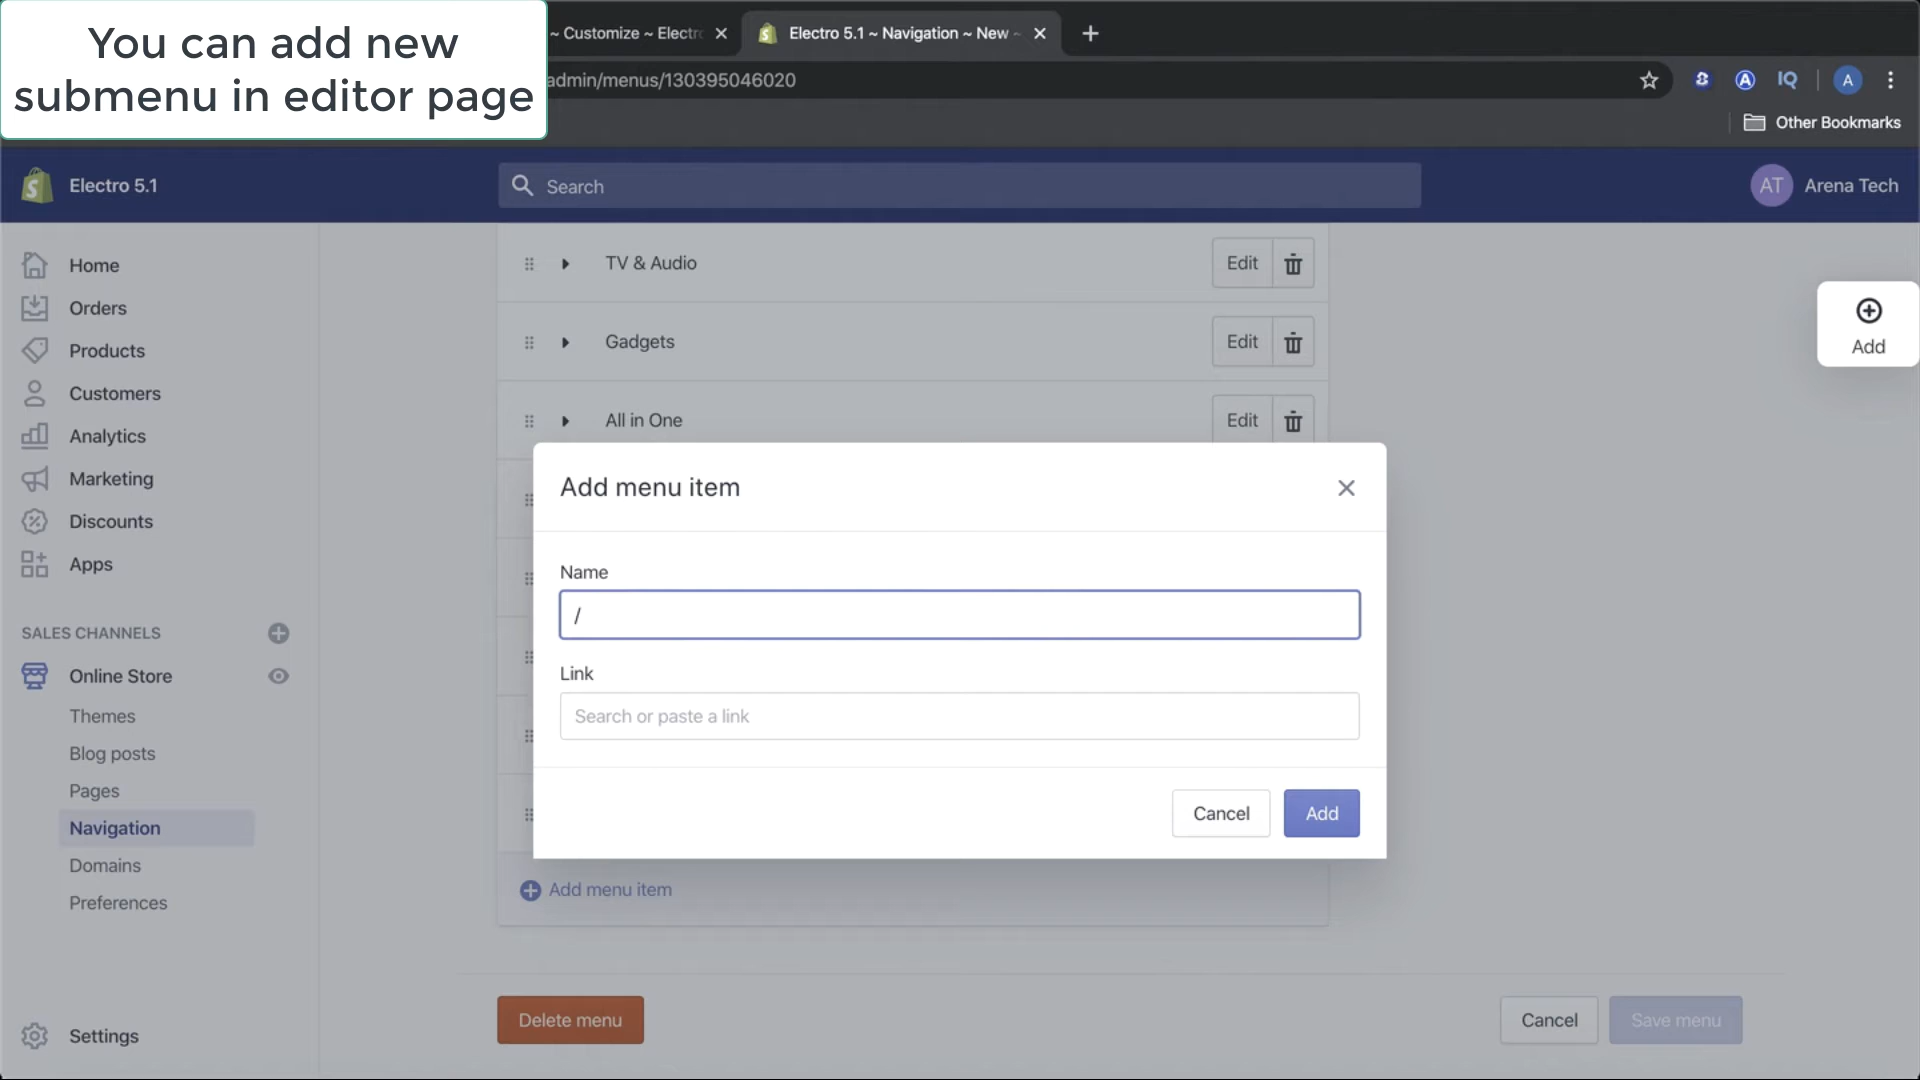 You can add new
submenu in editor page
~ Customize ~ Electro
Electro 5.1 ~ Navigation ~ New ~
admin/menus/130395046020
IQ
A
Other Bookmarks
Electro 5.1
Search
AT
Arena Tech
Home
Orders
Products
Customers
Analytics
Marketing
Discounts
Apps
SALES CHANNELS
Online Store
Themes
Blog posts
Pages
Navigation
Domains
Preferences
Settings
TV & Audio
Edit
Gadgets
Edit
All in One
Edit
Add
Add menu item
Name
/
Link
Search or paste a link
Cancel
Add
Add menu item
Delete menu
Cancel
Save menu